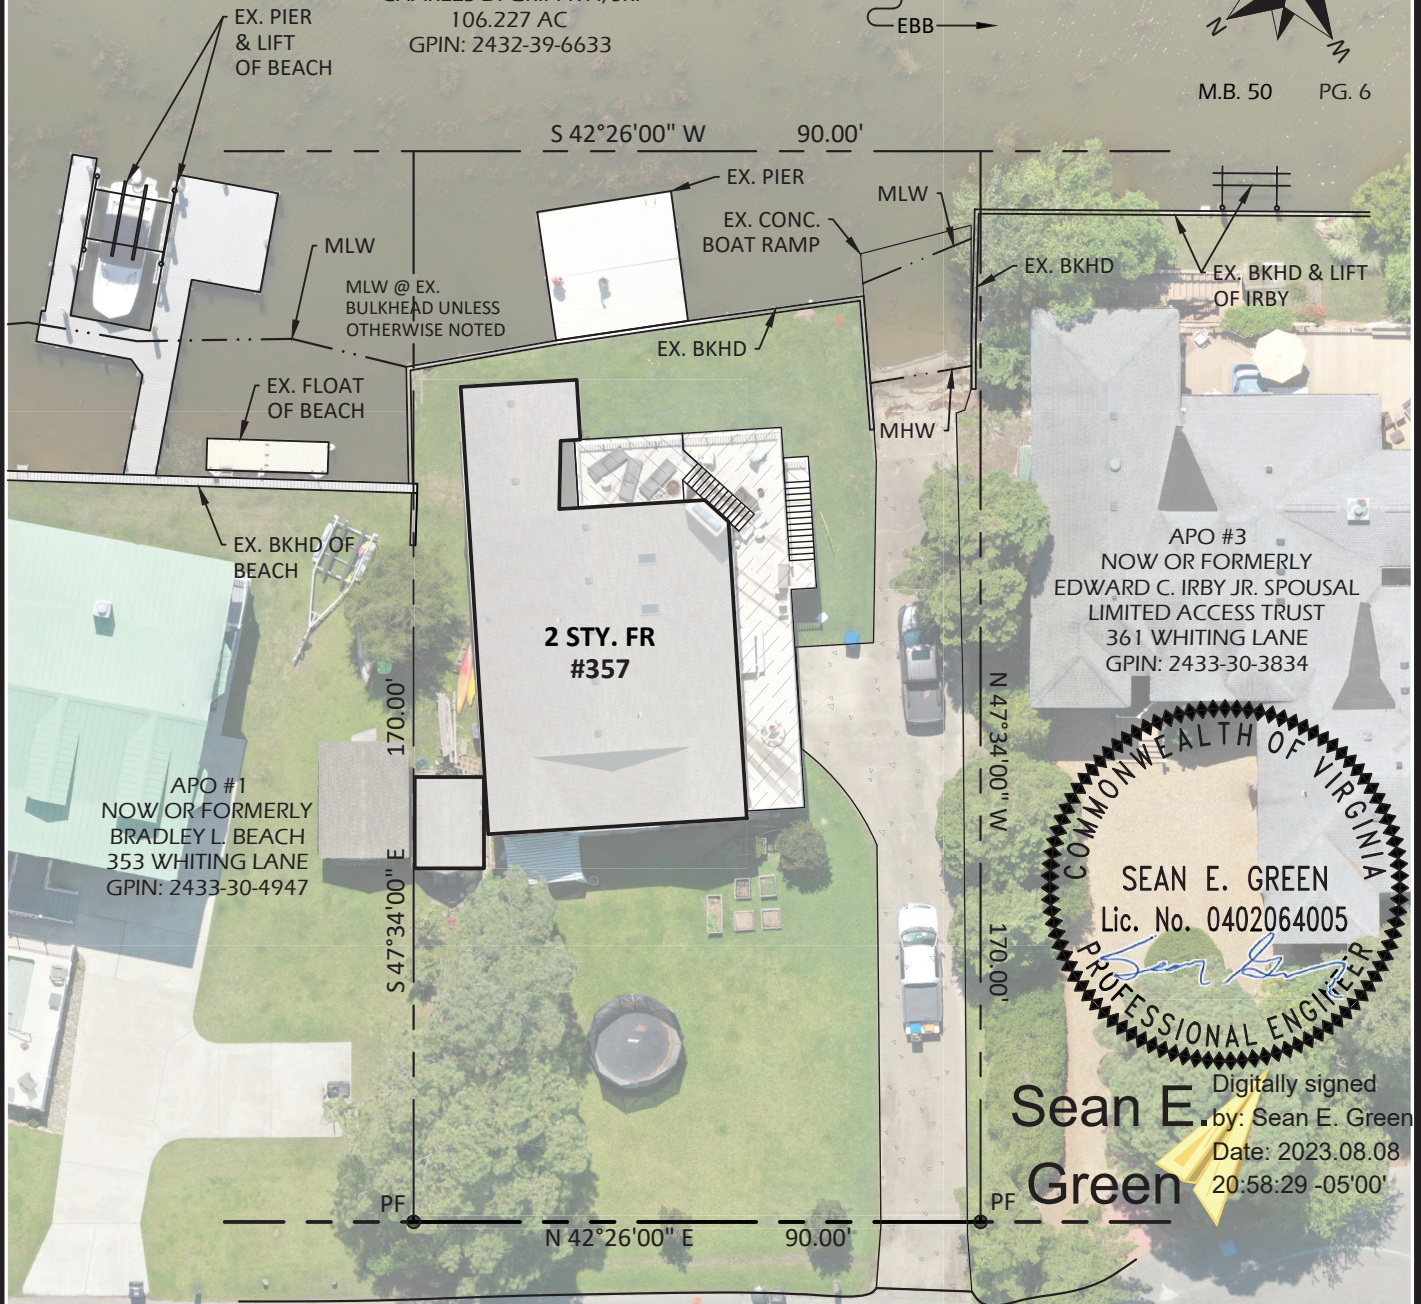 106.227 AC
GPIN: 2432-39-6633
EX. PIER
& LIFT
OF BEACH
EBB
N
W
M.B. 50 PG. 6
S 42°26'00" W 90.00'
EX. PIER
MLW
EX. CONC.
BOAT RAMP
MLW
MLW @ EX.
BULKHEAD UNLESS
OTHERWISE NOTED
EX. BKHD
EX. BKHD & LIFT
OF IRBY
EX. BKHD
EX. FLOAT
OF BEACH
MHW
EX. BKHD OF
BEACH
APO #3
NOW OR FORMERLY
EDWARD C. IRBY JR. SPOUSAL
LIMITED ACCESS TRUST
361 WHITING LANE
GPIN: 2433-30-3834
2 STY. FR
#357
S 47°34'00" E 170.00'
N 47°34'00" W 170.00'
APO #1
NOW OR FORMERLY
BRADLEY L. BEACH
353 WHITING LANE
GPIN: 2433-30-4947
COMMONWEALTH OF VIRGINIA
SEAN E. GREEN
Lic. No. 0402064005
Sean Green
PROFESSIONAL ENGINEER
Sean E.
Green
Digitally signed
by: Sean E. Green
Date: 2023.08.08
20:58:29 -05'00'
PF
PF
N 42°26'00" E 90.00'